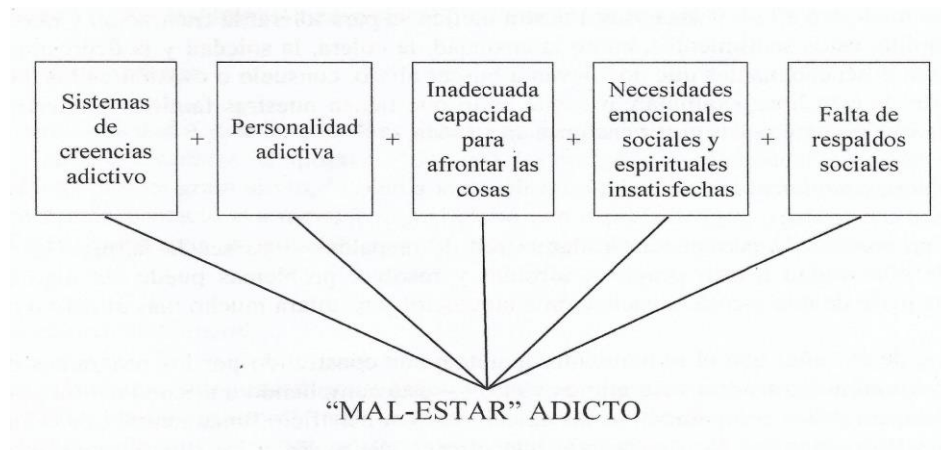 Sistemas
de
creencias
adictivo
+
Personalidad
adictiva
+
Inadecuada
capacidad
para
afrontar las
cosas
+
Necesidades
emocionales
sociales y
espirituales
insatisfechas
+
Falta de
respaldos
sociales
“MAL-ESTAR” ADICTO